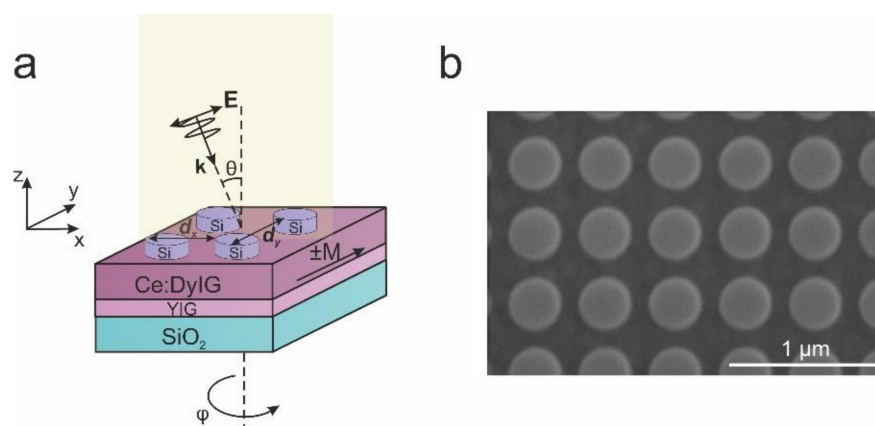 a
b
E
k
θ
z
y
x
Si
Si
dx
dy
Si
Si
±M
Ce:DyIG
YIG
SiO₂
1 μm
φ